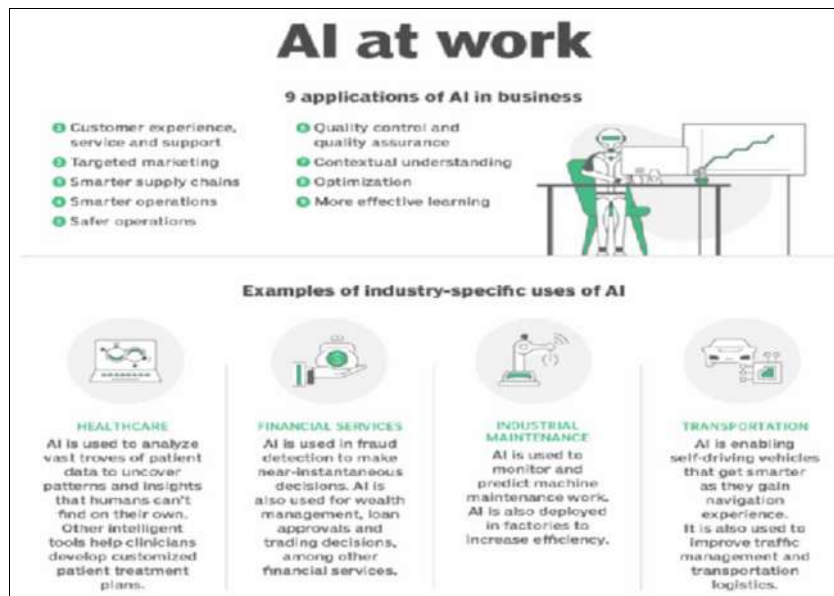 AI at work
9 applications of AI in business
1 Customer experience,
service and support
2 Targeted marketing
3 Smarter supply chains
4 Smarter operations
5 Safer operations
6 Quality control and
quality assurance
7 Contextual understanding
8 Optimization
9 More effective learning
Examples of industry-specific uses of AI
HEALTHCARE
AI is used to analyze
vast troves of patient
data to uncover
patterns and insights
that humans can't
find on their own.
Other intelligent
tools help clinicians
develop customized
patient treatment
plans.
FINANCIAL SERVICES
AI is used in fraud
detection to make
near-instantaneous
decisions. AI is
also used for wealth
management, loan
approvals and
trading decisions,
among other
financial services.
INDUSTRIAL
MAINTENANCE
AI is used to
monitor and
predict machine
maintenance work.
AI is also deployed
in factories to
increase efficiency.
TRANSPORTATION
AI is enabling
self-driving vehicles
that get smarter
as they gain
navigation
experience.
It is also used to
improve traffic
management and
transportation
logistics.